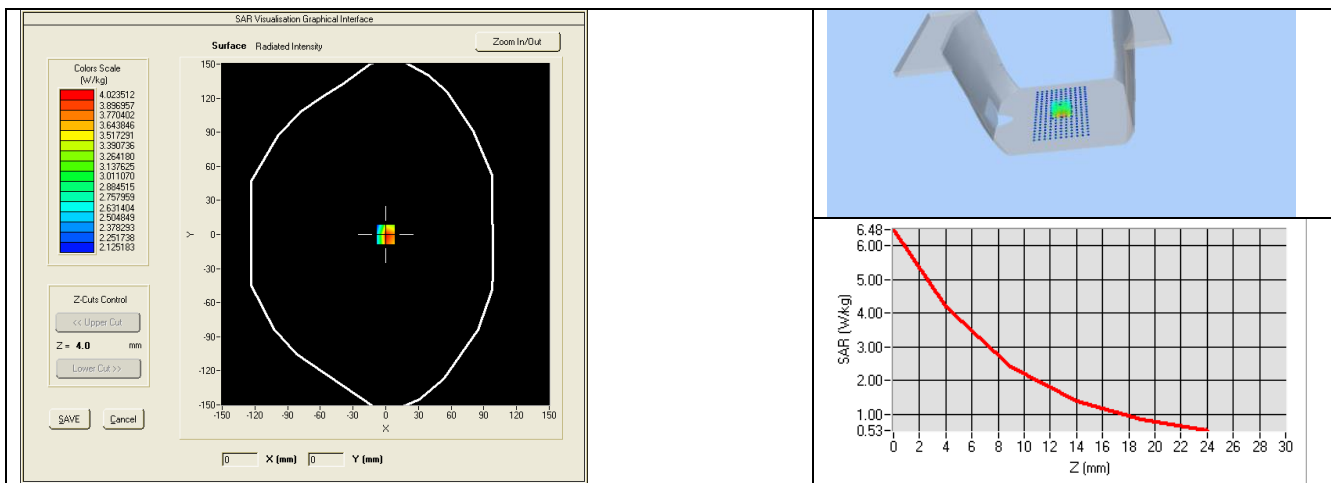 SAR Visualisation Graphical Interface
Surface Radiated Intensity
Zoom In/Out
Colors Scale
(W/kg)
4.023512
3.896957
3.770402
3.643846
3.517291
3.390736
3.264180
3.137625
3.011070
2.884515
2.757959
2.631404
2.504849
2.378293
2.251738
2.125183
Z-Cuts Control
<< Upper Cut
Z = 4.0 mm
Lower Cut >>
SAVE Cancel
150-
120-
90-
60-
30-
0-
-30-
-60-
-90-
-120-
-150-
Y
-150 -120 -90 -60 -30 0 30 60 90 120 150
X
0 X (mm) 0 Y (mm)
6.48-
6.00-
5.00-
4.00-
3.00-
2.00-
1.00-
0.53-
SAR (W/kg)
0 2 4 6 8 10 12 14 16 18 20 22 24 26 28 30
Z (mm)